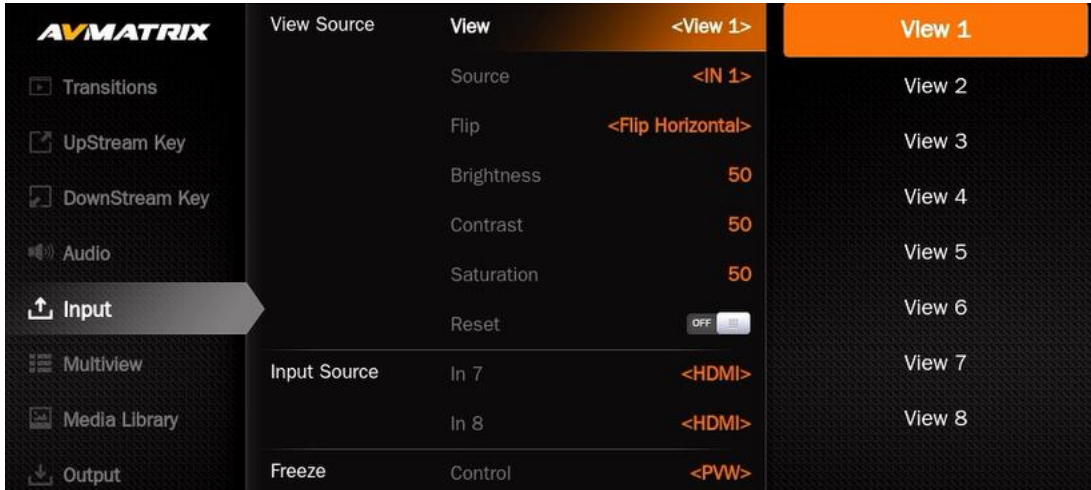 AVMATRIX
Transitions
UpStream Key
DownStream Key
Audio
Input
Multiview
Media Library
Output
View Source View <View 1>
Source <IN 1>
Flip <Flip Horizontal>
Brightness 50
Contrast 50
Saturation 50
Reset OFF
Input Source In 7 <HDMI>
In 8 <HDMI>
Freeze Control <PVW>
View 1
View 2
View 3
View 4
View 5
View 6
View 7
View 8